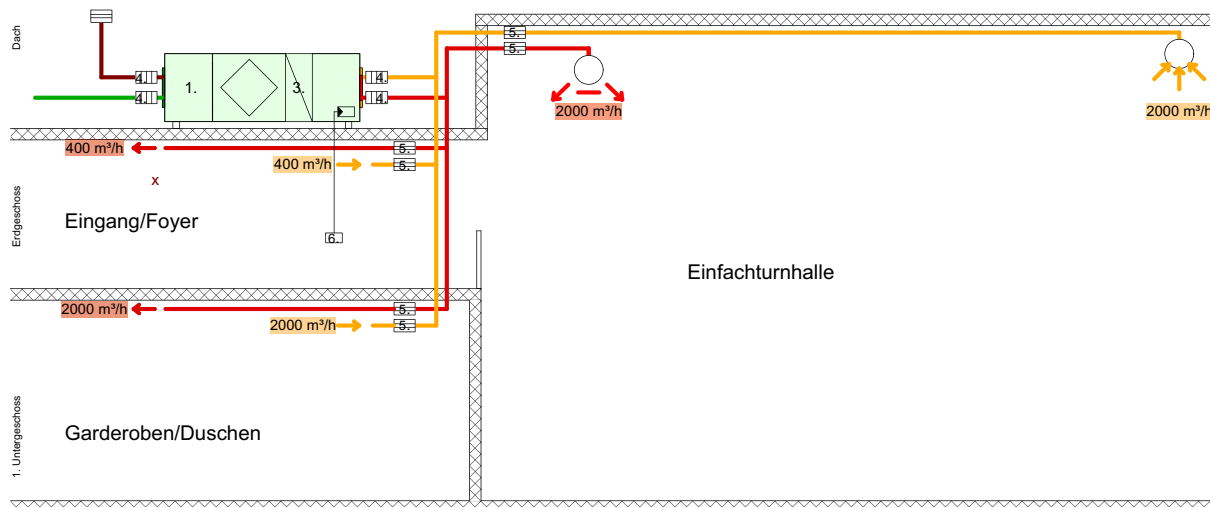 Dach
5.
4.
1.
3.
4.
5.
4.
4.
2000 m³/h
2000 m³/h
400 m³/h
5.
400 m³/h
5.
x
Erdgeschoss
Eingang/Foyer
6.
Einfachturnhalle
2000 m³/h
5.
2000 m³/h
5.
1. Untergeschoss
Garderoben/Duschen